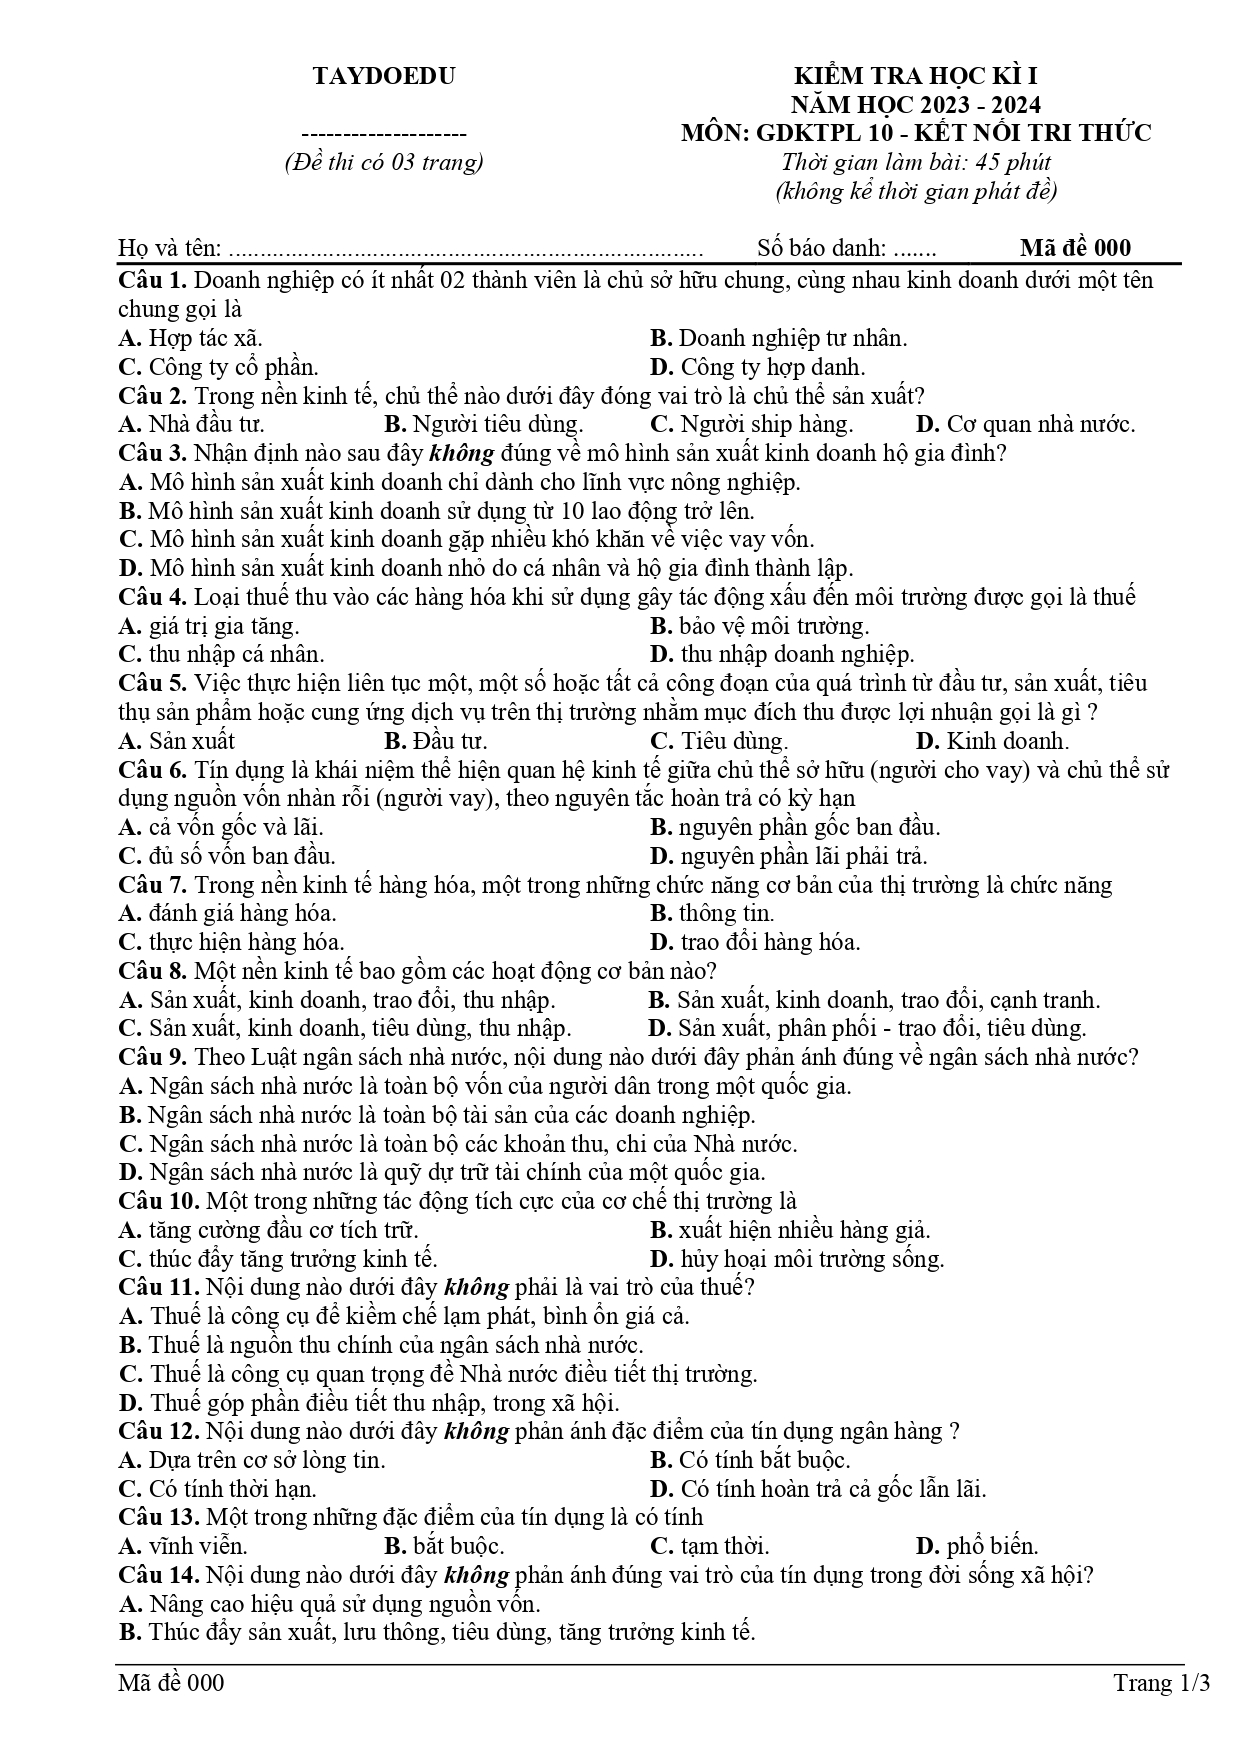 TAYDOEDU
--------------------
(Đề thi có 03 trang)
KIỂM TRA HỌC KÌ I
NĂM HỌC 2023 - 2024
MÔN: GDKTPL 10 - KẾT NỐI TRI THỨC
Thời gian làm bài: 45 phút
(không kể thời gian phát đề)
Họ và tên: ............................................................................ Số báo danh: ....... Mã đề 000
Câu 1. Doanh nghiệp có ít nhất 02 thành viên là chủ sở hữu chung, cùng nhau kinh doanh dưới một tên
chung gọi là
A. Hợp tác xã. B. Doanh nghiệp tư nhân.
C. Công ty cổ phần. D. Công ty hợp danh.
Câu 2. Trong nền kinh tế, chủ thể nào dưới đây đóng vai trò là chủ thể sản xuất?
A. Nhà đầu tư. B. Người tiêu dùng. C. Người ship hàng. D. Cơ quan nhà nước.
Câu 3. Nhận định nào sau đây không đúng về mô hình sản xuất kinh doanh hộ gia đình?
A. Mô hình sản xuất kinh doanh chỉ dành cho lĩnh vực nông nghiệp.
B. Mô hình sản xuất kinh doanh sử dụng từ 10 lao động trở lên.
C. Mô hình sản xuất kinh doanh gặp nhiều khó khăn về việc vay vốn.
D. Mô hình sản xuất kinh doanh nhỏ do cá nhân và hộ gia đình thành lập.
Câu 4. Loại thuế thu vào các hàng hóa khi sử dụng gây tác động xấu đến môi trường được gọi là thuế
A. giá trị gia tăng. B. bảo vệ môi trường.
C. thu nhập cá nhân. D. thu nhập doanh nghiệp.
Câu 5. Việc thực hiện liên tục một, một số hoặc tất cả công đoạn của quá trình từ đầu tư, sản xuất, tiêu
thụ sản phẩm hoặc cung ứng dịch vụ trên thị trường nhằm mục đích thu được lợi nhuận gọi là gì ?
A. Sản xuất B. Đầu tư. C. Tiêu dùng. D. Kinh doanh.
Câu 6. Tín dụng là khái niệm thể hiện quan hệ kinh tế giữa chủ thể sở hữu (người cho vay) và chủ thể sử
dụng nguồn vốn nhàn rỗi (người vay), theo nguyên tắc hoàn trả có kỳ hạn
A. cả vốn gốc và lãi. B. nguyên phần gốc ban đầu.
C. đủ số vốn ban đầu. D. nguyên phần lãi phải trả.
Câu 7. Trong nền kinh tế hàng hóa, một trong những chức năng cơ bản của thị trường là chức năng
A. đánh giá hàng hóa. B. thông tin.
C. thực hiện hàng hóa. D. trao đổi hàng hóa.
Câu 8. Một nền kinh tế bao gồm các hoạt động cơ bản nào?
A. Sản xuất, kinh doanh, trao đổi, thu nhập. B. Sản xuất, kinh doanh, trao đổi, cạnh tranh.
C. Sản xuất, kinh doanh, tiêu dùng, thu nhập. D. Sản xuất, phân phối - trao đổi, tiêu dùng.
Câu 9. Theo Luật ngân sách nhà nước, nội dung nào dưới đây phản ánh đúng về ngân sách nhà nước?
A. Ngân sách nhà nước là toàn bộ vốn của người dân trong một quốc gia.
B. Ngân sách nhà nước là toàn bộ tài sản của các doanh nghiệp.
C. Ngân sách nhà nước là toàn bộ các khoản thu, chi của Nhà nước.
D. Ngân sách nhà nước là quỹ dự trữ tài chính của một quốc gia.
Câu 10. Một trong những tác động tích cực của cơ chế thị trường là
A. tăng cường đầu cơ tích trữ. B. xuất hiện nhiều hàng giả.
C. thúc đẩy tăng trưởng kinh tế. D. hủy hoại môi trường sống.
Câu 11. Nội dung nào dưới đây không phải là vai trò của thuế?
A. Thuế là công cụ để kiềm chế lạm phát, bình ổn giá cả.
B. Thuế là nguồn thu chính của ngân sách nhà nước.
C. Thuế là công cụ quan trọng đề Nhà nước điều tiết thị trường.
D. Thuế góp phần điều tiết thu nhập, trong xã hội.
Câu 12. Nội dung nào dưới đây không phản ánh đặc điểm của tín dụng ngân hàng ?
A. Dựa trên cơ sở lòng tin. B. Có tính bắt buộc.
C. Có tính thời hạn. D. Có tính hoàn trả cả gốc lẫn lãi.
Câu 13. Một trong những đặc điểm của tín dụng là có tính
A. vĩnh viễn. B. bắt buộc. C. tạm thời. D. phổ biến.
Câu 14. Nội dung nào dưới đây không phản ánh đúng vai trò của tín dụng trong đời sống xã hội?
A. Nâng cao hiệu quả sử dụng nguồn vốn.
B. Thúc đẩy sản xuất, lưu thông, tiêu dùng, tăng trưởng kinh tế.
Mã đề 000 Trang 1/3